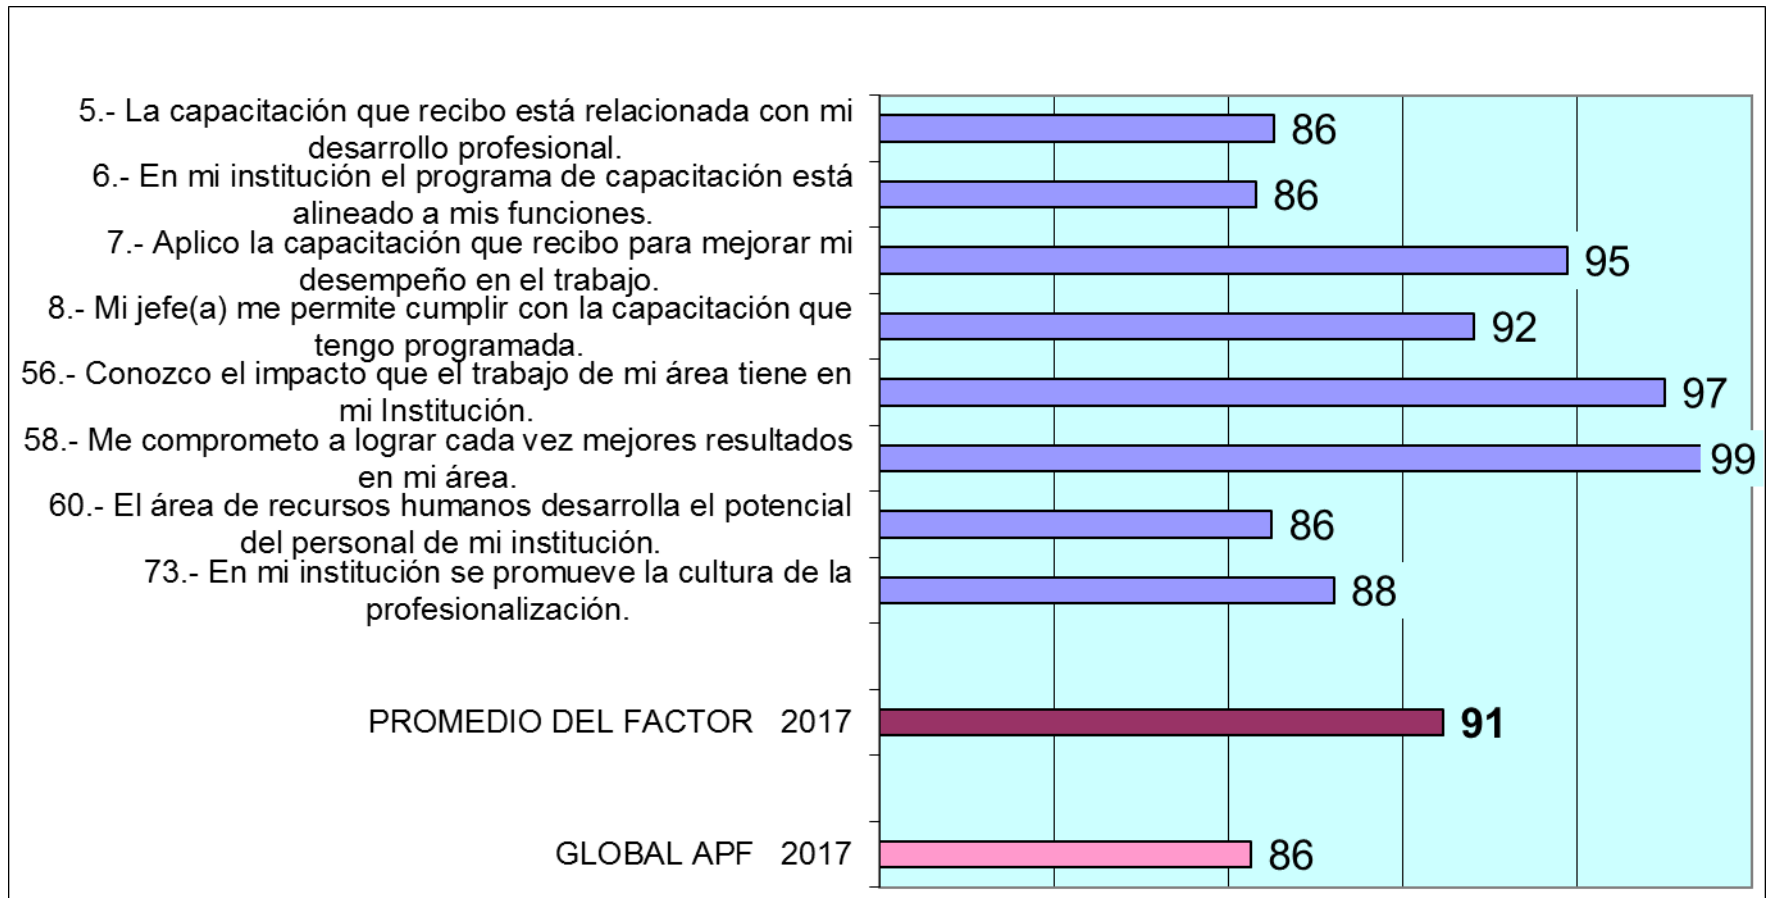 5.- La capacitación que recibo está relacionada con mi
desarrollo profesional.
86
6.- En mi institución el programa de capacitación está
alineado a mis funciones.
86
7.- Aplico la capacitación que recibo para mejorar mi
desempeño en el trabajo.
95
8.- Mi jefe(a) me permite cumplir con la capacitación que
tengo programada.
92
56.- Conozco el impacto que el trabajo de mi área tiene en
mi Institución.
97
58.- Me comprometo a lograr cada vez mejores resultados
en mi área.
99
60.- El área de recursos humanos desarrolla el potencial
del personal de mi institución.
86
73.- En mi institución se promueve la cultura de la
profesionalización.
88
PROMEDIO DEL FACTOR 2017
91
GLOBAL APF 2017
86